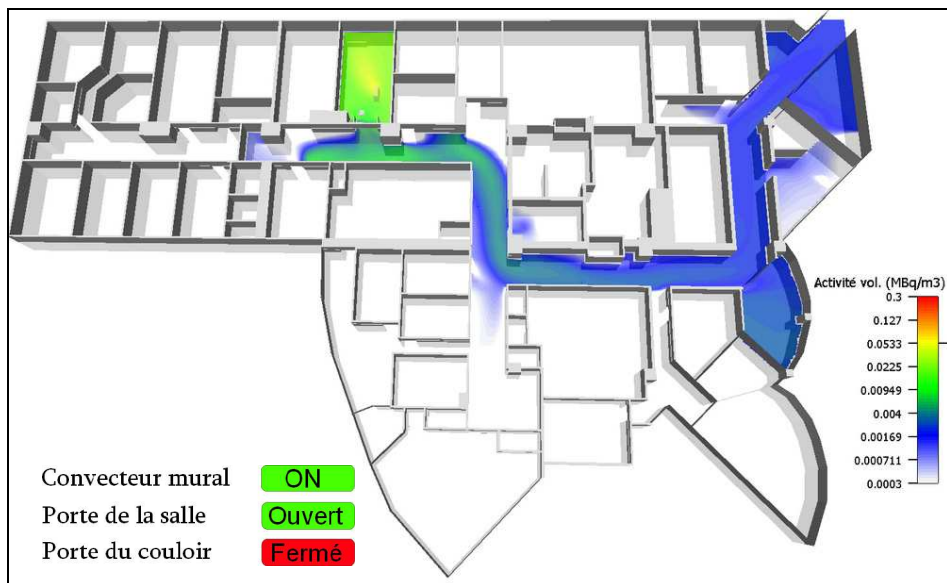 Activité vol. (MBq/m3)
0.3
0.127
0.0533
0.0225
0.00949
0.004
0.00169
0.000711
0.0003
Convecteur mural ON
Porte de la salle Ouvert
Porte du couloir Fermé